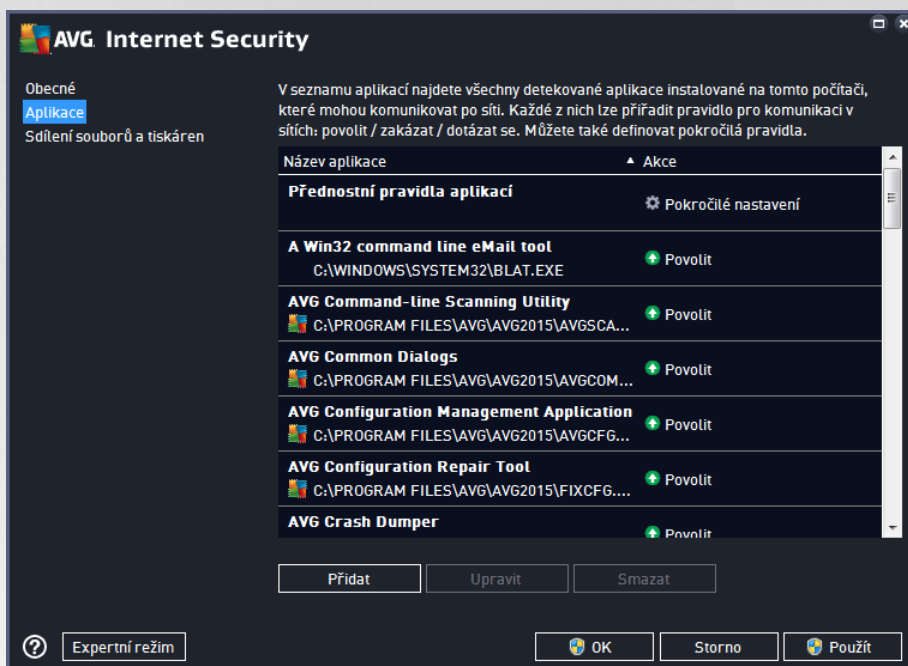 AVG. Internet Security
Obecné
Aplikace
Sdílení souborů a tiskáren
V seznamu aplikací najdete všechny detekované aplikace instalované na tomto počítači,
které mohou komunikovat po síti. Každé z nich lze přiřadit pravidlo pro komunikaci v
sítích: povolit / zakázat / dotázat se. Můžete také definovat pokročilá pravidla.
Název aplikace Akce
Přednostní pravidla aplikací
Pokročilé nastavení
A Win32 command line eMail tool
C:\WINDOWS\SYSTEM32\BLAT.EXE
Povolit
AVG Command-line Scanning Utility
C:\PROGRAM FILES\AVG\AVG2015\AVGSCA...
Povolit
AVG Common Dialogs
C:\PROGRAM FILES\AVG\AVG2015\AVGCOM...
Povolit
AVG Configuration Management Application
C:\PROGRAM FILES\AVG\AVG2015\AVGCFG...
Povolit
AVG Configuration Repair Tool
C:\PROGRAM FILES\AVG\AVG2015\FIXCFG....
Povolit
AVG Crash Dumper
Povolit
Přidat Upravit Smazat
Expertní režim OK Storno Použít